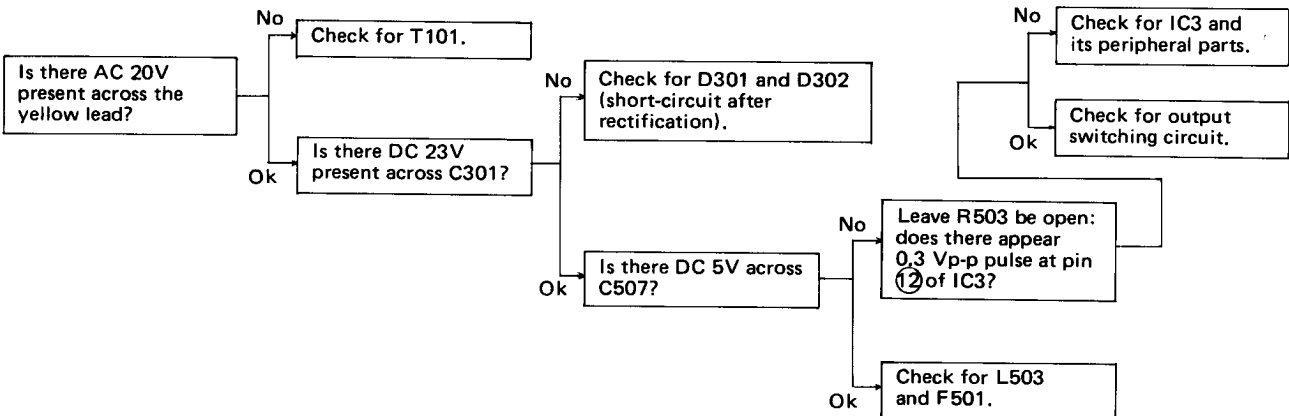 Is there AC 20V
present across the
yellow lead?
No
Check for T101.
Ok
Is there DC 23V
present across C301?
No
Check for D301 and D302
(short-circuit after
rectification).
Ok
Is there DC 5V across
C507?
No
Leave R503 be open:
does there appear
0.3 Vp-p pulse at pin
⑫ of IC3?
Ok
Check for L503
and F501.
No
Check for IC3 and
its peripheral parts.
Ok
Check for output
switching circuit.